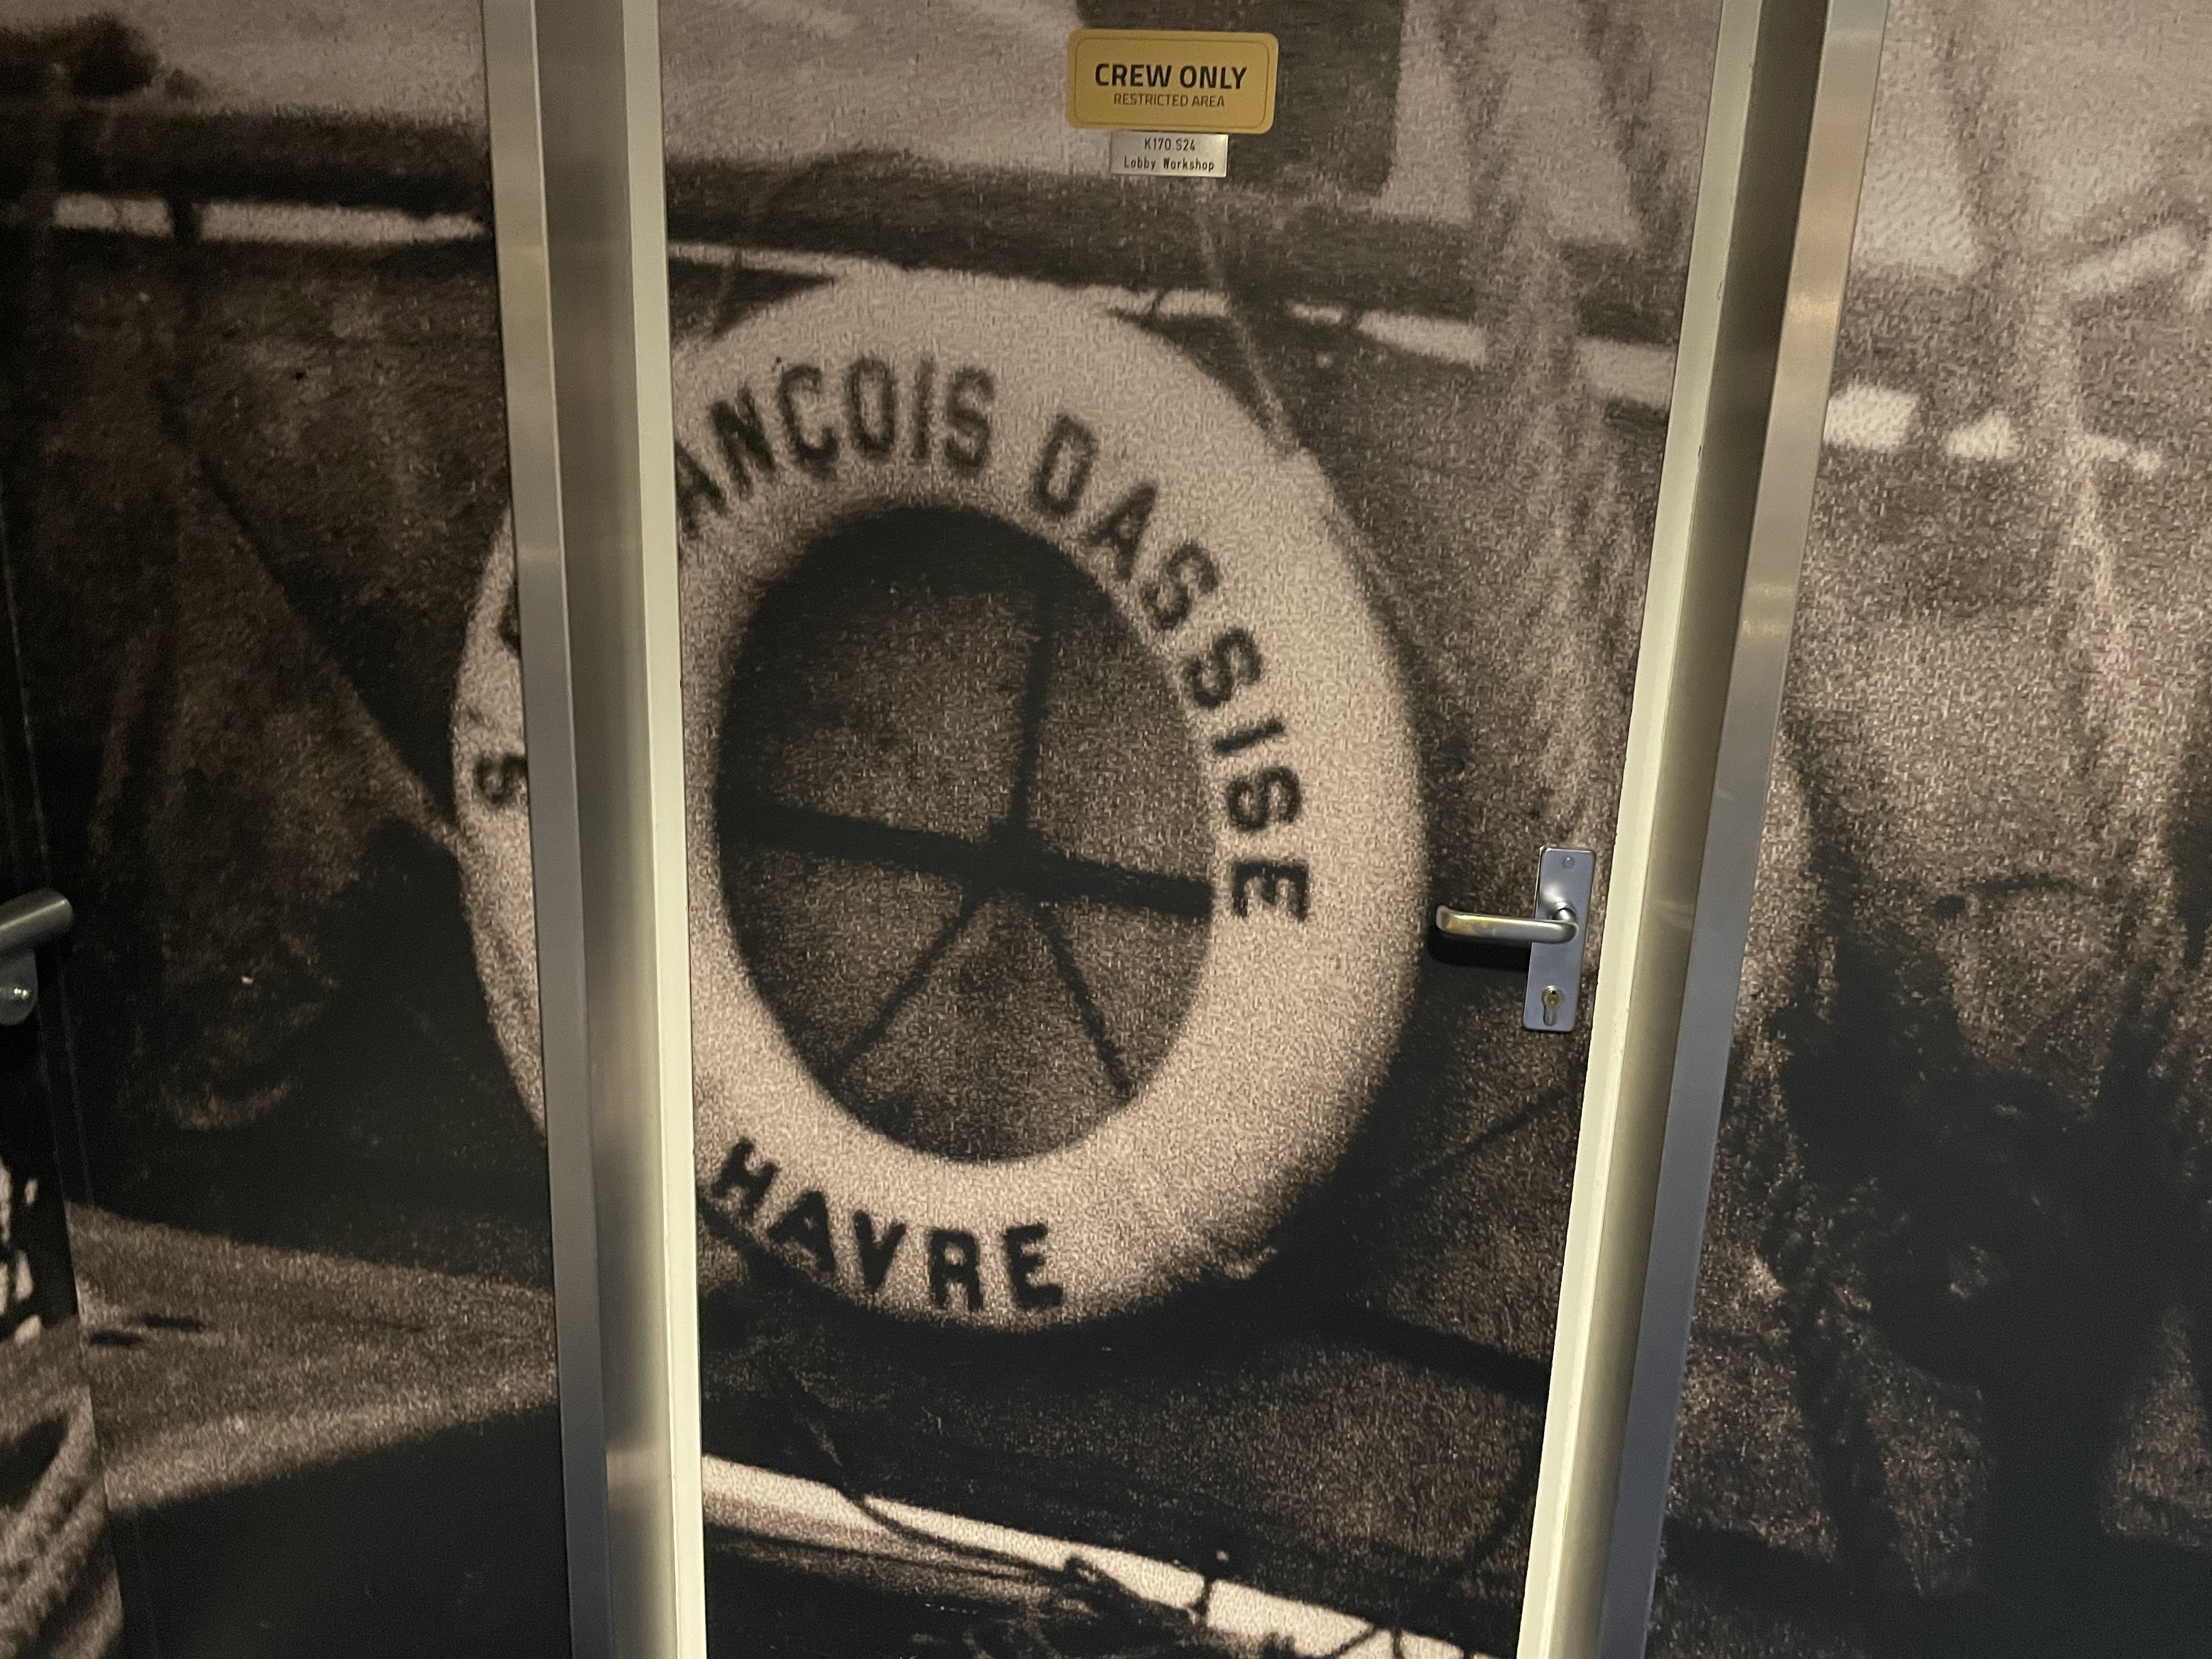 CREW ONLY
RESTRICTED AREA
K170.S24
Lobby Workshop
ANÇOIS DASSISE
HAVRE